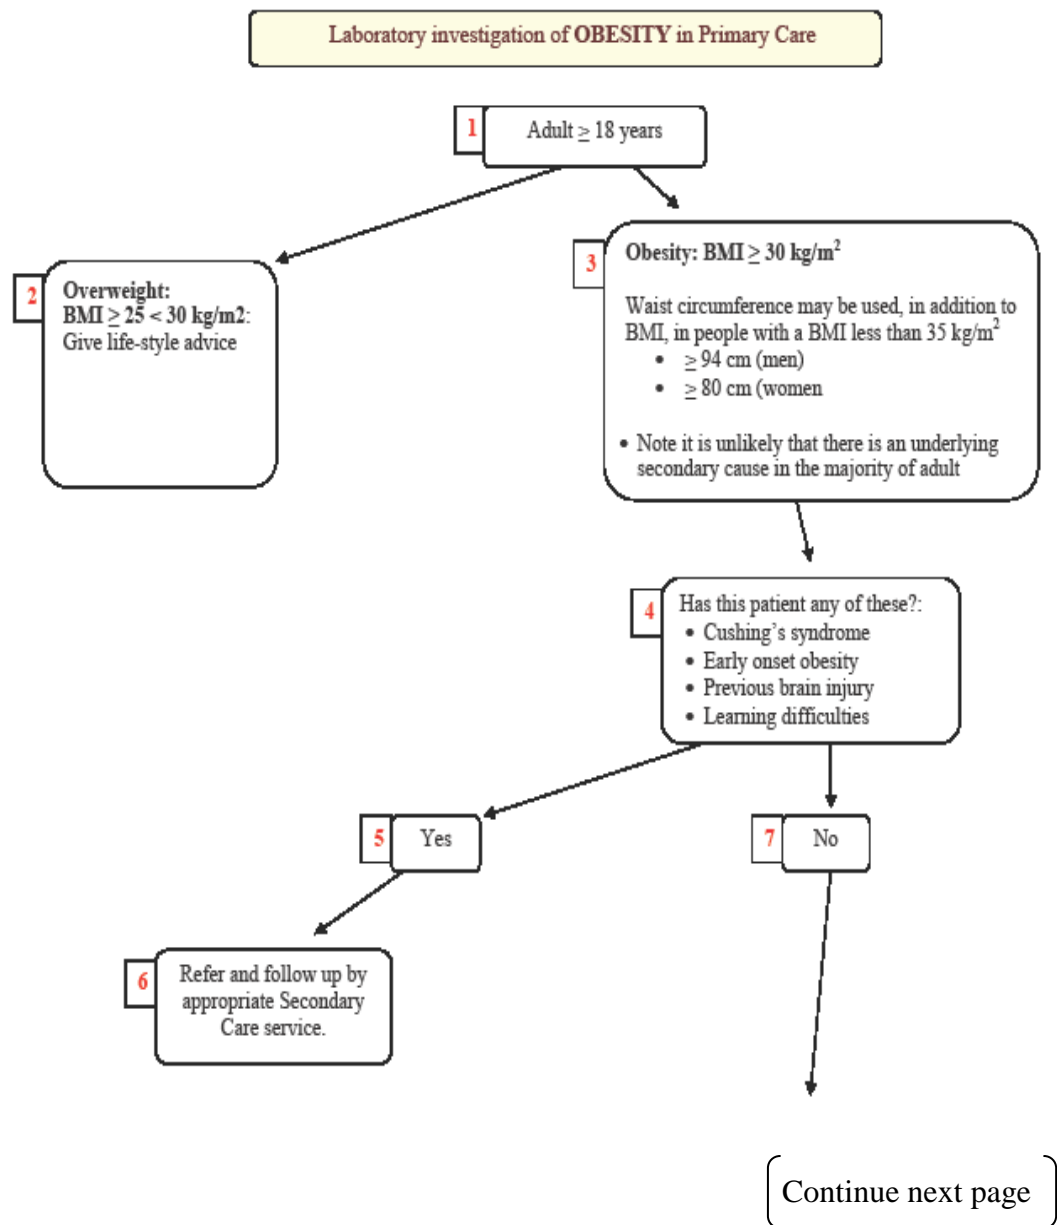 Laboratory investigation of OBESITY in Primary Care
1
Adult ≥ 18 years
2
Overweight:
BMI ≥ 25 < 30 kg/m2:
Give life-style advice
3
Obesity: BMI ≥ 30 kg/m²
Waist circumference may be used, in addition to
BMI, in people with a BMI less than 35 kg/m²
• ≥ 94 cm (men)
• ≥ 80 cm (women
• Note it is unlikely that there is an underlying
secondary cause in the majority of adult
4
Has this patient any of these?:
• Cushing's syndrome
• Early onset obesity
• Previous brain injury
• Learning difficulties
5
Yes
7
No
6
Refer and follow up by
appropriate Secondary
Care service.
Continue next page